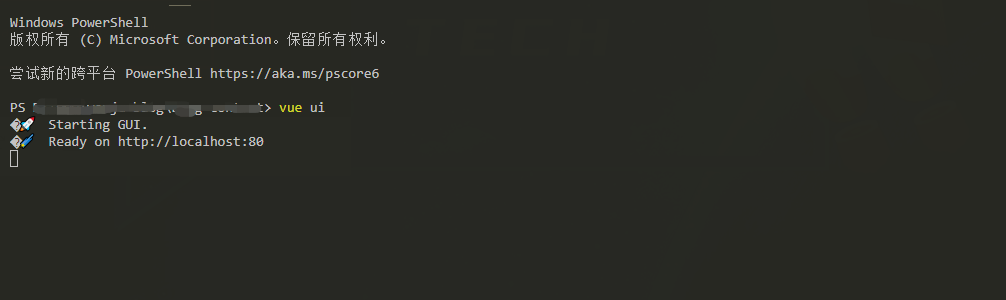 Windows PowerShell
版权所有 (C) Microsoft Corporation。保留所有权利。
尝试新的跨平台 PowerShell https://aka.ms/pscore6
PS > vue ui
Starting GUI.
Ready on http://localhost:80